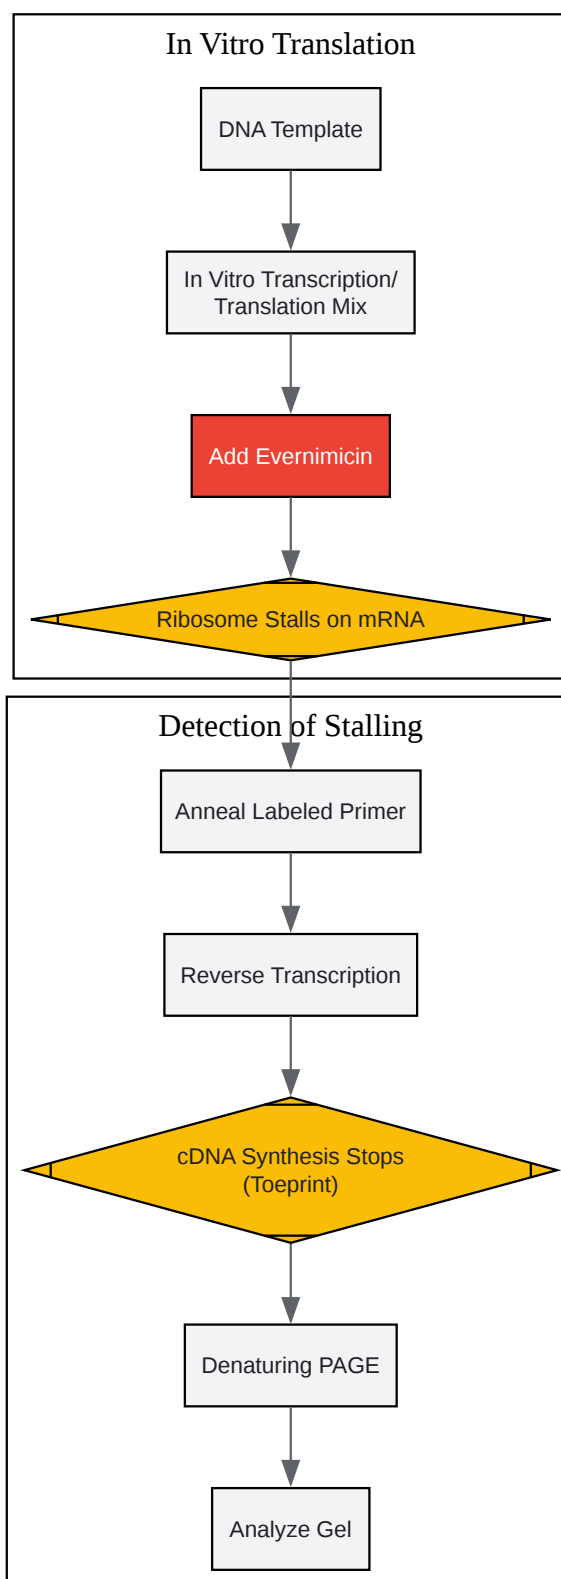 In Vitro Translation
DNA Template
In Vitro Transcription/
Translation Mix
Add Evernimicin
Ribosome Stalls on mRNA
Detection of Stalling
Anneal Labeled Primer
Reverse Transcription
cDNA Synthesis Stops
(Toeprint)
Denaturing PAGE
Analyze Gel